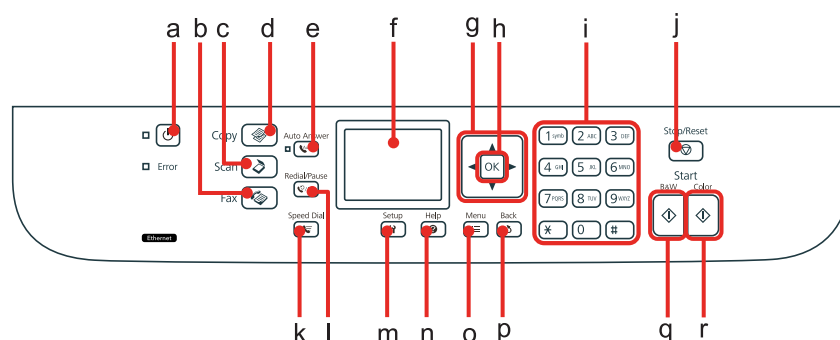 a b c d e f g h i j
Copy
Auto Answer
Error
Scan
Redial/Pause
Fax
Speed Dial
Ethernet
Setup
Help
Menu
Back
OK
1 symb 2 ABC 3 DEF
4 GHI 5 JKL 6 MNO
7 PQRS 8 TUV 9 WXYZ
* 0 #
Stop/Reset
Start
B&W Color
k l m n o p q r